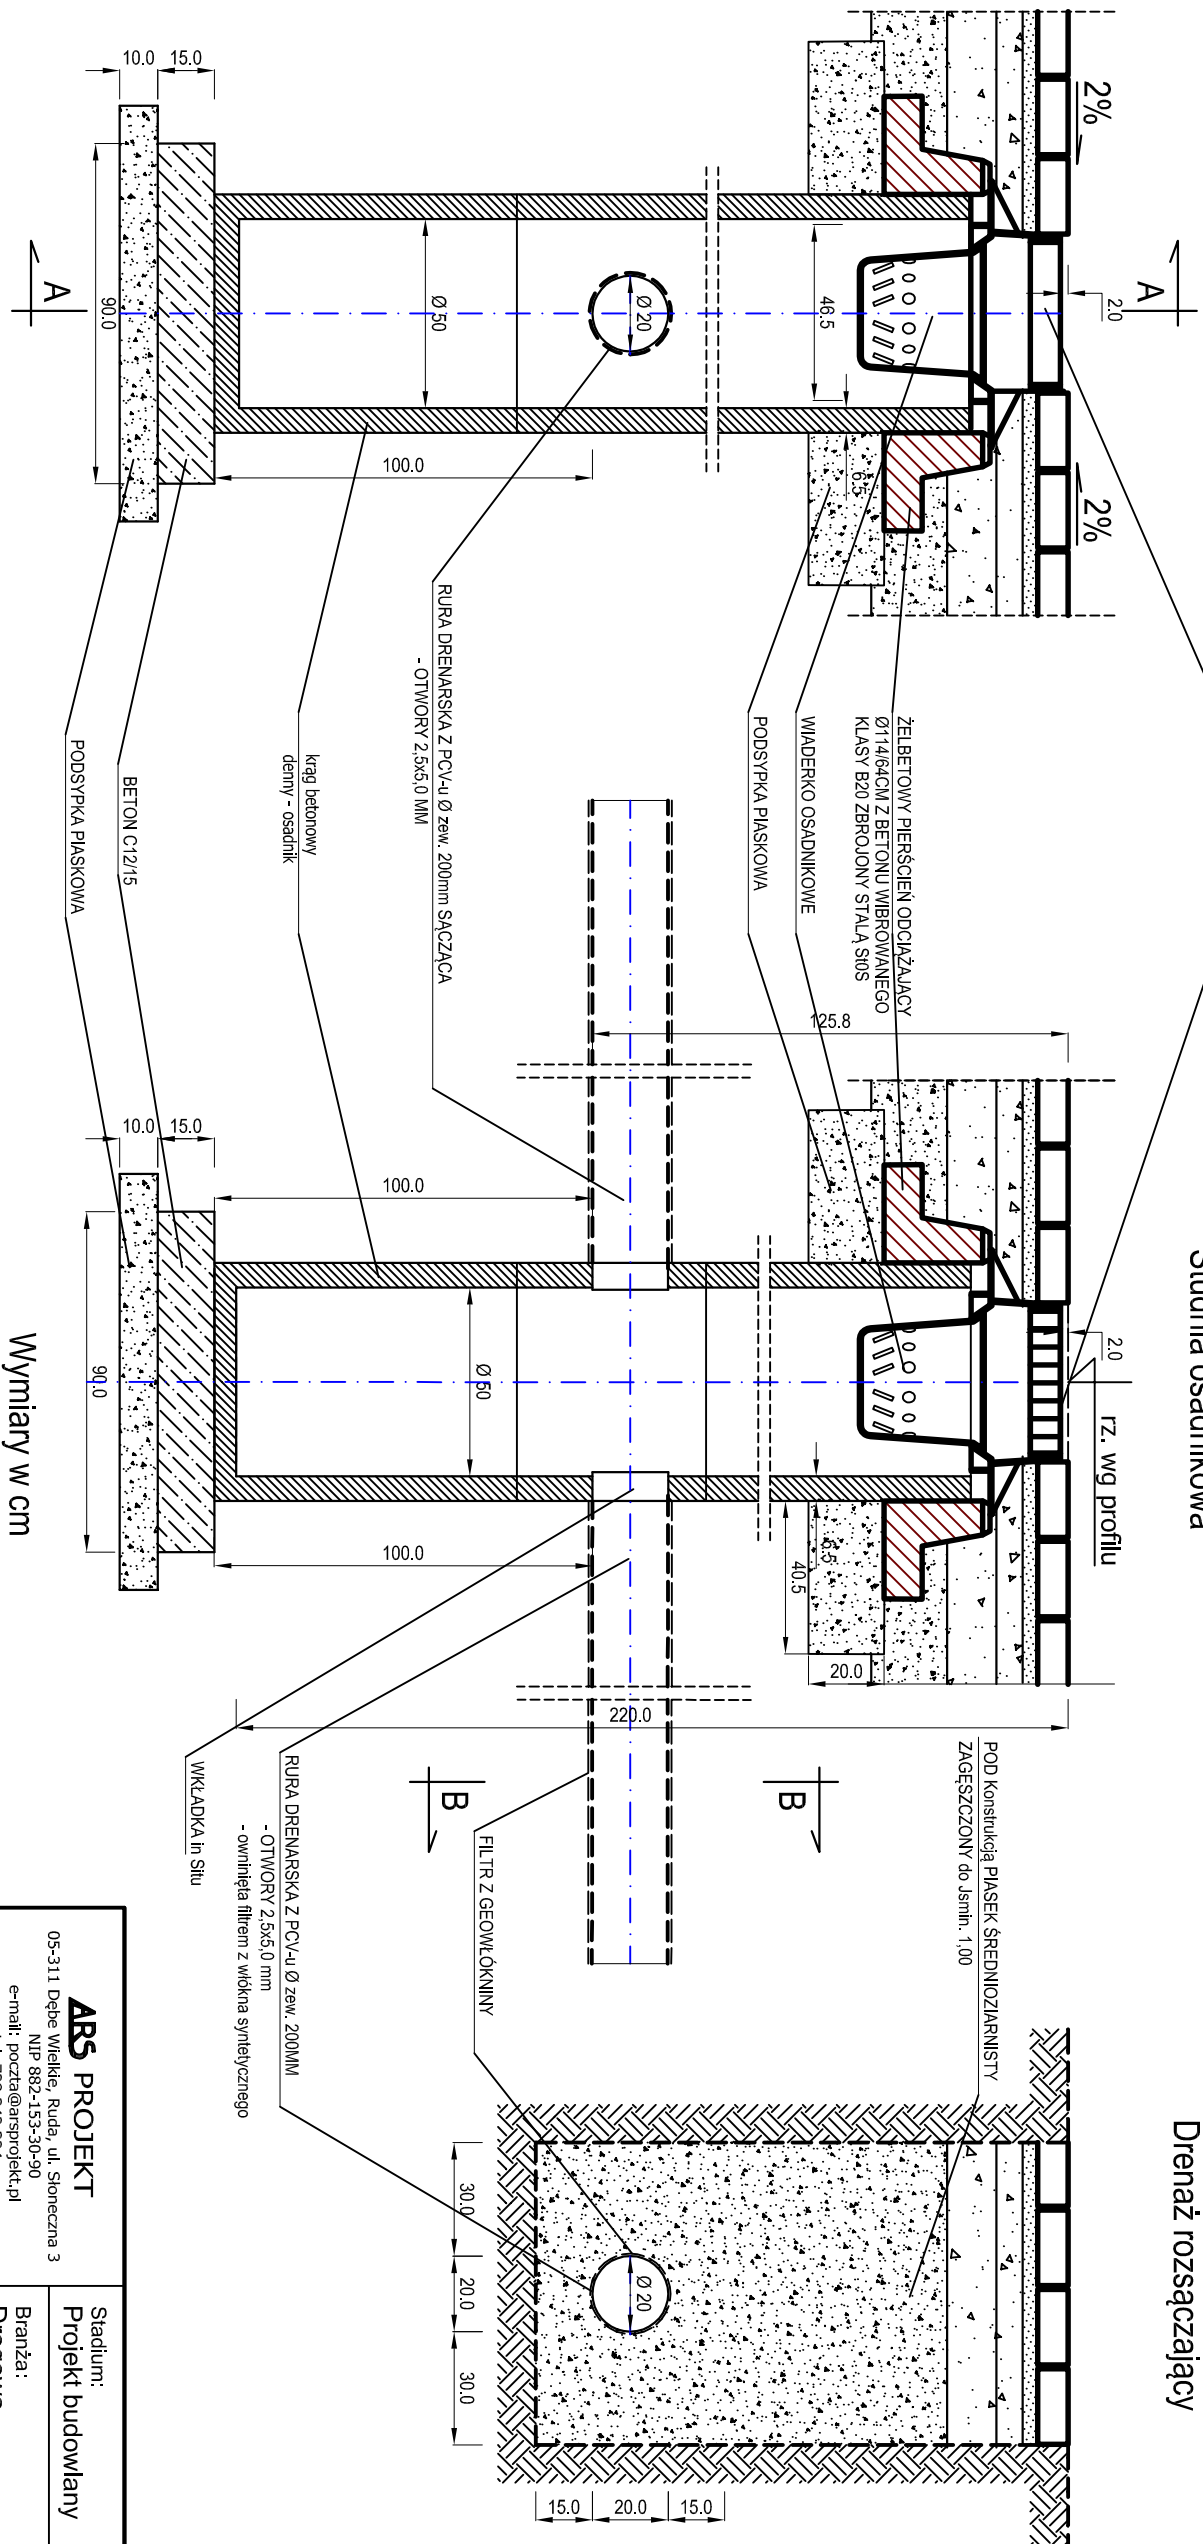 Studnia osadnikowa
Drenaż rozsączający
2%
2%
A
A
2.0
46.5
6.5
Ø 20
Ø 50
100.0
15.0
10.0
90.0
ŻELBETOWY PIERŚCIEŃ ODCIĄŻAJĄCY
Ø114/64CM Z BETONU WIBROWANEGO
KLASY B20 ZBROJONY STALĄ St0S
WIADERKO OSADNIKOWE
PODSYPKA PIASKOWA
RURA DRENARSKA Z PCV-u Ø zew. 200mm SĄCZĄCA
- OTWORY 2,5x5,0 MM
krąg betonowy
denny - osadnik
BETON C12/15
PODSYPKA PIASKOWA
125.8
rz. wg profilu
2.0
6.5
40.5
20.0
220.0
Ø 50
100.0
100.0
15.0
10.0
90.0
B
B
POD Konstrukcją PIASEK ŚREDNIOZIARNISTY
ZAGĘSZCZONY do Jsmin. 1,00
FILTR Z GEOWŁÓKNINY
RURA DRENARSKA Z PCV-u Ø zew. 200MM
- OTWORY 2,5x5,0 mm
- owninięta filtrem z włókna syntetycznego
WKŁADKA in Situ
Ø 20
30.0
20.0
30.0
15.0
20.0
15.0
Wymiary w cm
ARS PROJEKT
05-311 Dębe Wielkie, Ruda, ul. Słoneczna 3
NIP 882-153-30-90
e-mail: poczta@arsprojekt.pl
Stadium:
Projekt budowlany
Branża: